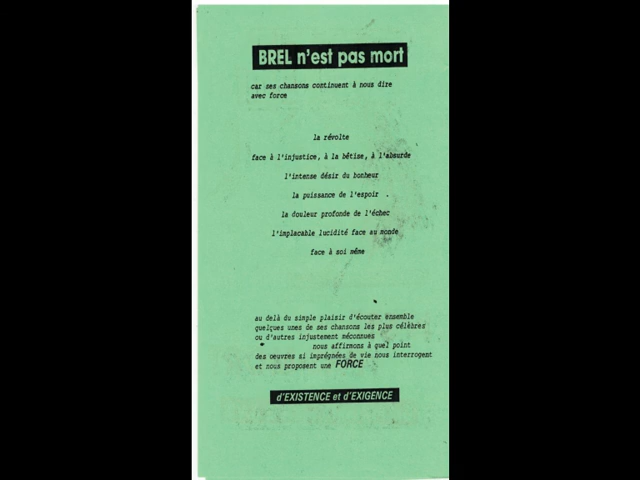 BREL n'est pas mort
car ses chansons continuent à nous dire
avec force
la révolte
face à l'injustice, à la bêtise, à l'absurde
l'intense désir du bonheur
la puissance de l'espoir .
la douleur profonde de l'échec
l'implacable lucidité face au monde
face à soi même
au delà du simple plaisir d'écouter ensemble
quelques unes de ses chansons les plus célèbres
ou d'autres injustement méconnues
nous affirmons à quel point
des oeuvres si imprégnées de vie nous interrogent
et nous proposent une FORCE
d'EXISTENCE et d'EXIGENCE